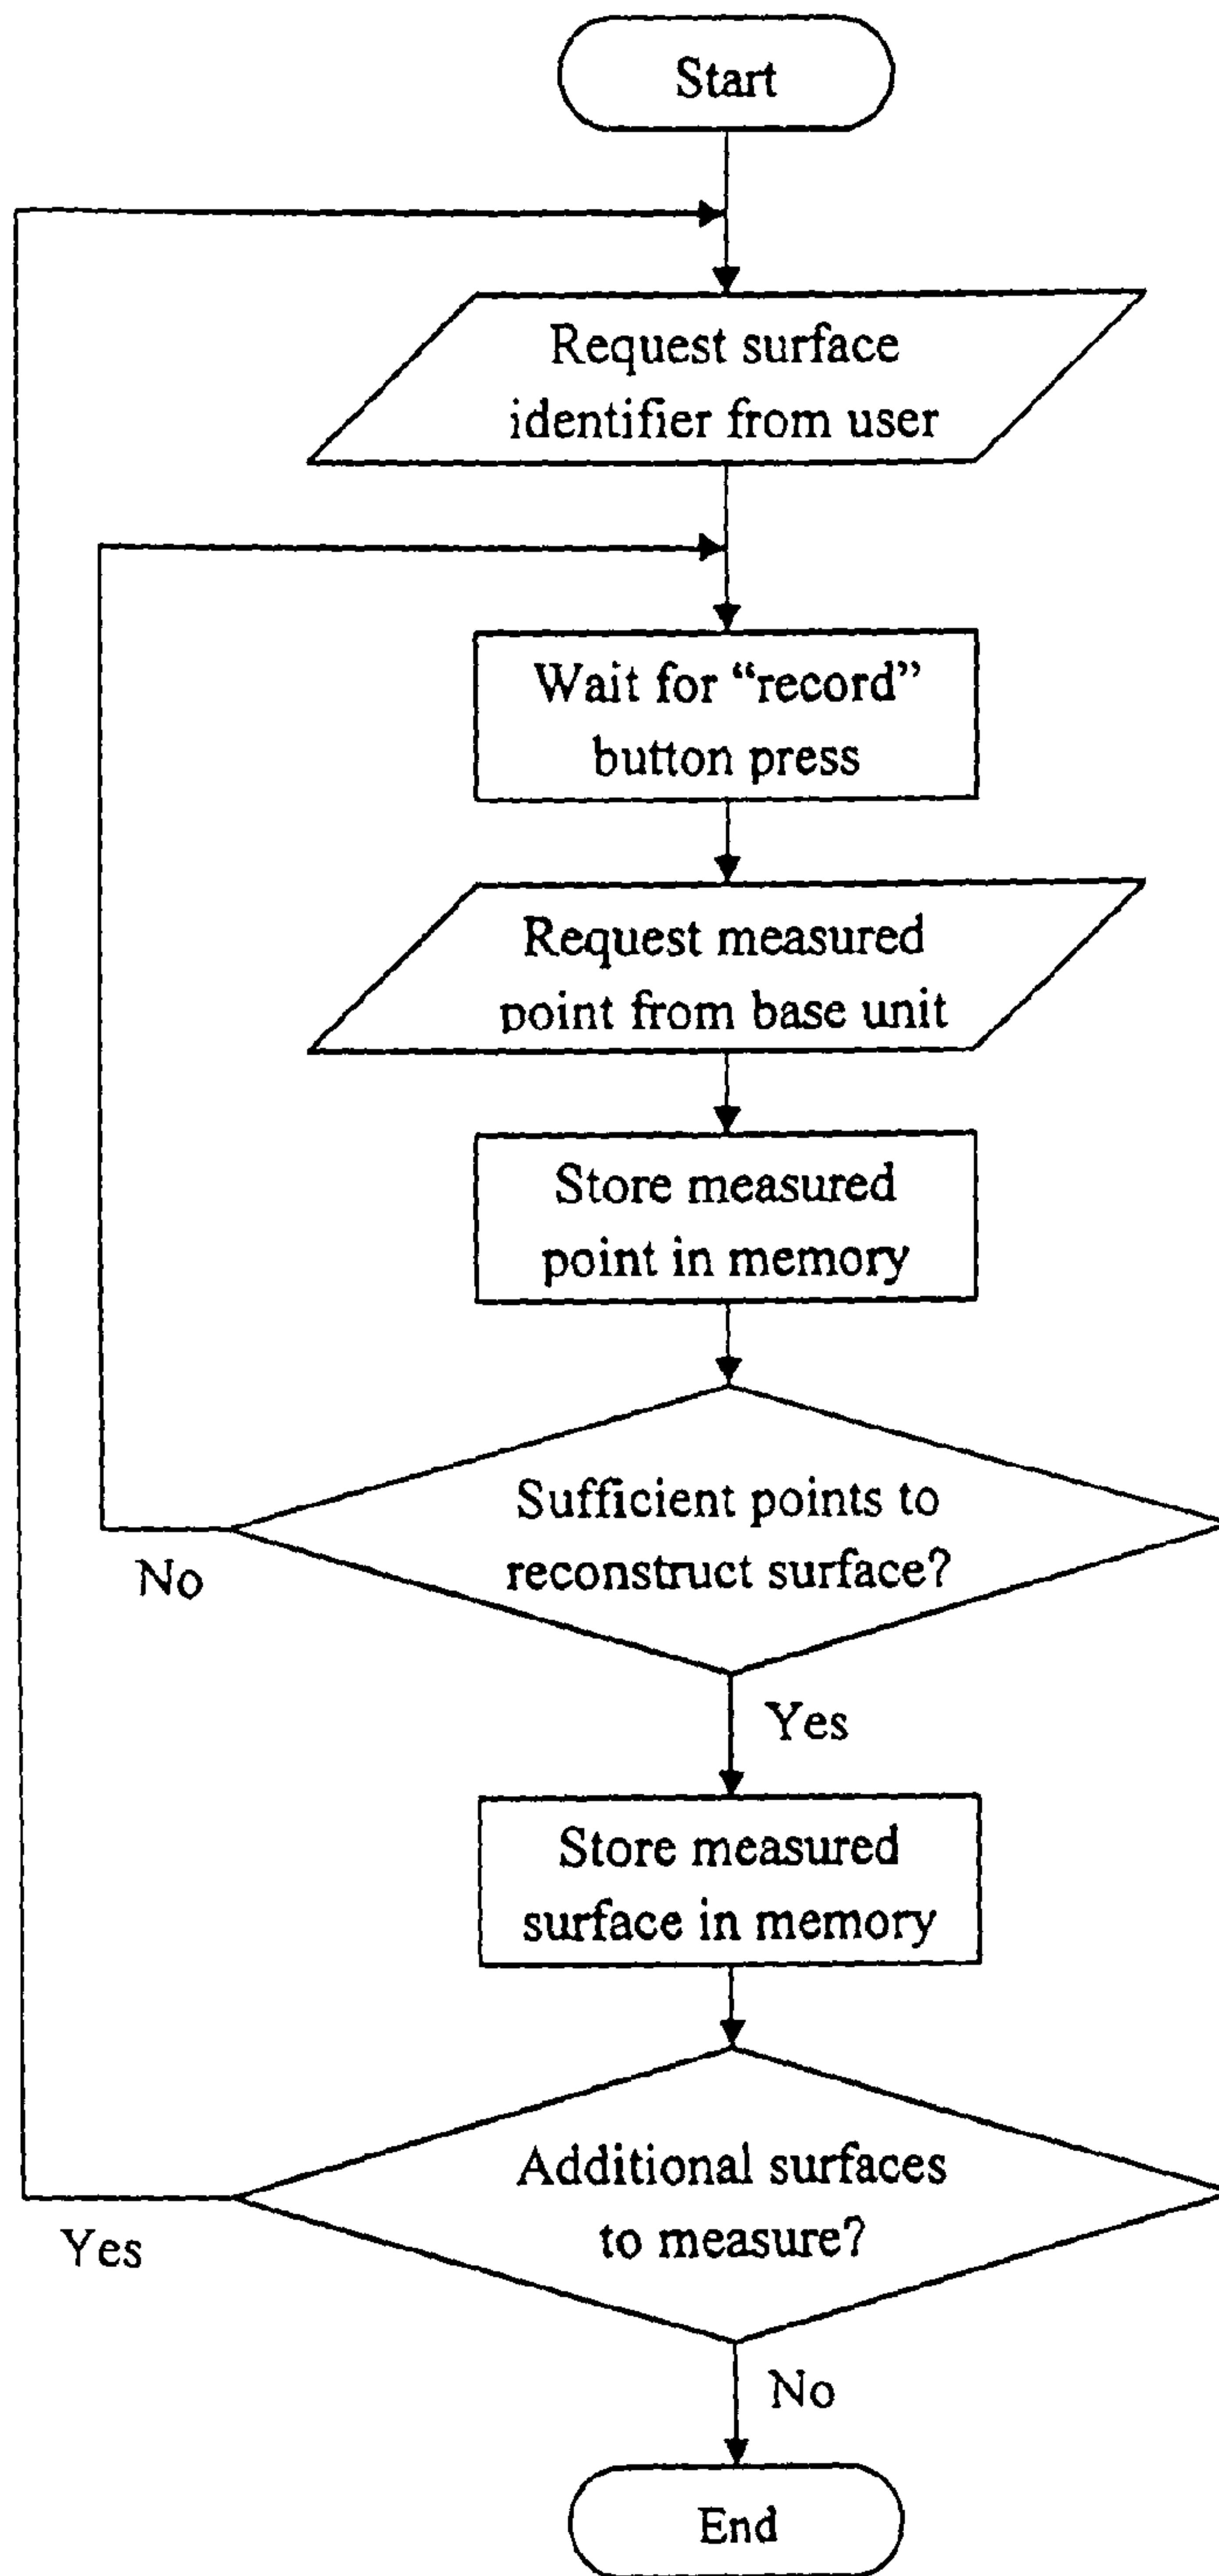 Start
Request surface
identifier from user
Wait for “record”
button press
Request measured
point from base unit
Store measured
point in memory
Sufficient points to
reconstruct surface?
No
Yes
Store measured
surface in memory
Additional surfaces
to measure?
Yes
No
End